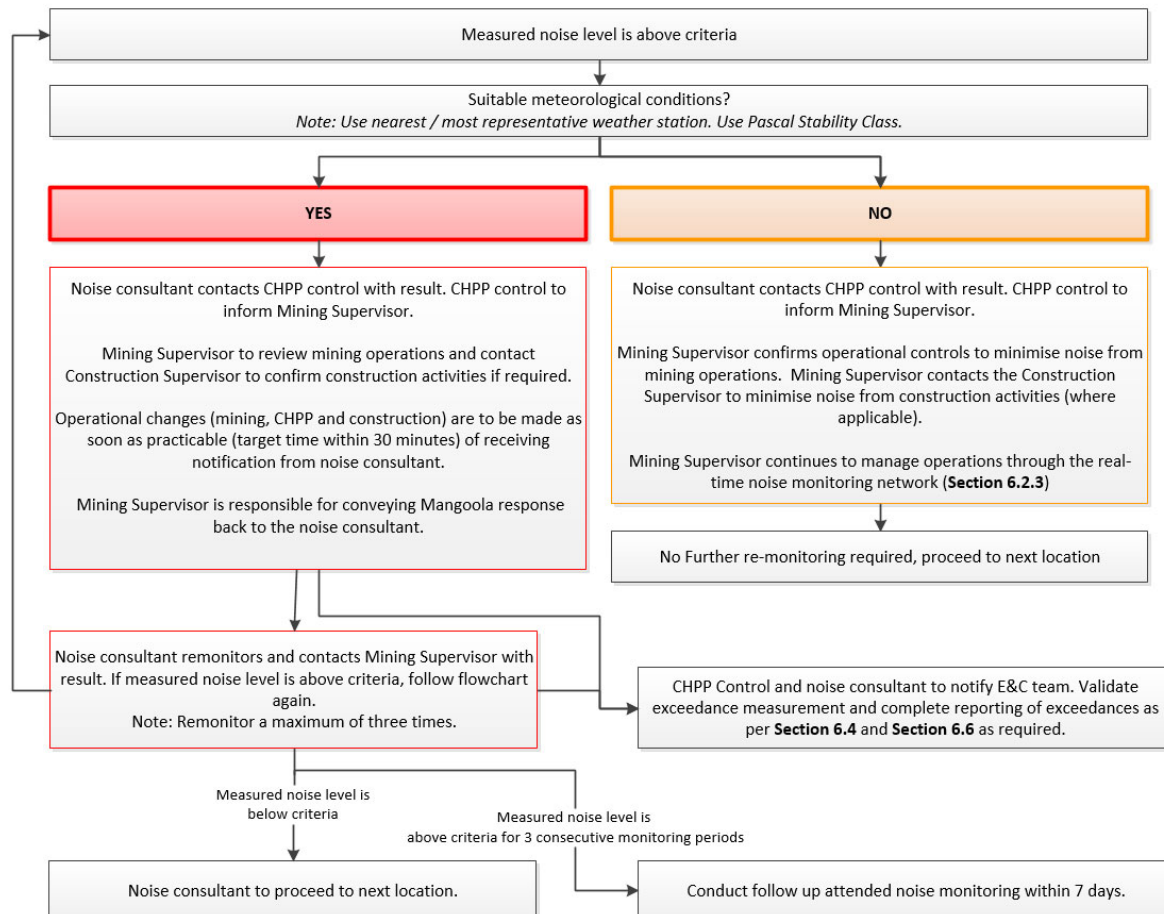 Measured noise level is above criteria
Suitable meteorological conditions?
Note: Use nearest / most representative weather station. Use Pascal Stability Class.
YES
NO
Noise consultant contacts CHPP control with result. CHPP control to
inform Mining Supervisor.
Mining Supervisor to review mining operations and contact
Construction Supervisor to confirm construction activities if required.
Operational changes (mining, CHPP and construction) are to be made as
soon as practicable (target time within 30 minutes) of receiving
notification from noise consultant.
Mining Supervisor is responsible for conveying Mangoola response
back to the noise consultant.
Noise consultant contacts CHPP control with result. CHPP control to
inform Mining Supervisor.
Mining Supervisor confirms operational controls to minimise noise from
mining operations.  Mining Supervisor contacts the Construction
Supervisor to minimise noise from construction activities (where
applicable).
Mining Supervisor continues to manage operations through the real-
time noise monitoring network (Section 6.2.3)
No Further re-monitoring required, proceed to next location
Noise consultant remonitors and contacts Mining Supervisor with
result. If measured noise level is above criteria, follow flowchart
again.
Note: Remonitor a maximum of three times.
CHPP Control and noise consultant to notify E&C team. Validate
exceedance measurement and complete reporting of exceedances as
per Section 6.4 and Section 6.6 as required.
Measured noise level is
below criteria
Measured noise level is
above criteria for 3 consecutive monitoring periods
Noise consultant to proceed to next location.
Conduct follow up attended noise monitoring within 7 days.